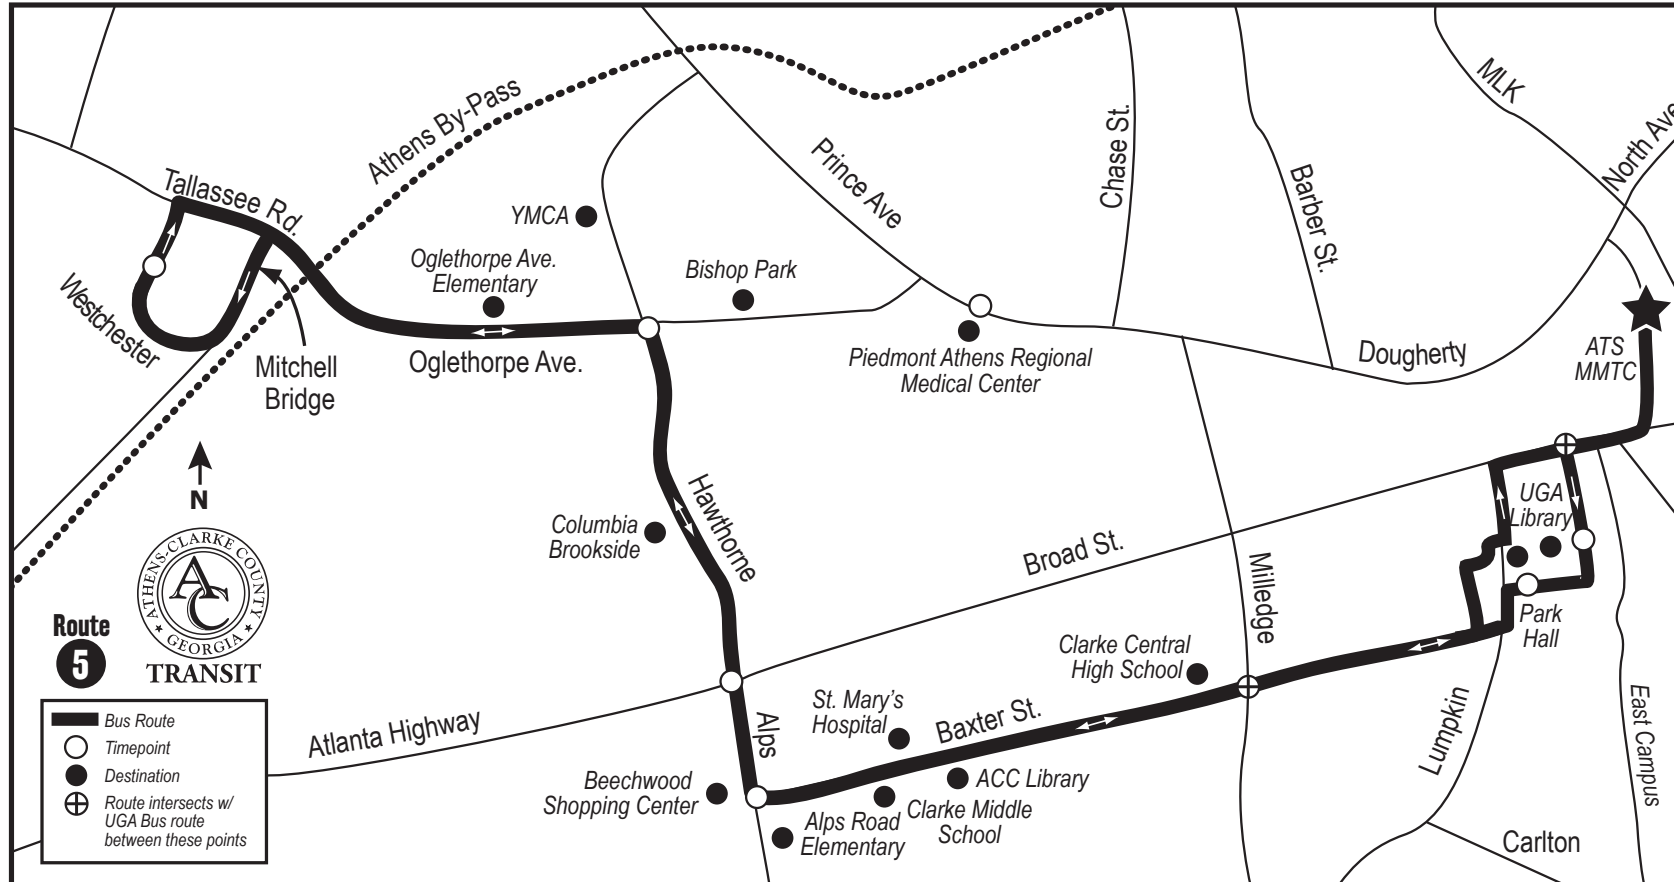 Athens By-Pass
MLK
North Ave
Chase St.
Prince Ave
Barber St.
Tallassee Rd.
YMCA
Oglethorpe Ave.
Elementary
Bishop Park
Westchester
Mitchell
Bridge
Oglethorpe Ave.
Piedmont Athens Regional
Medical Center
Dougherty
ATS
MMTC
N
Hawthorne
Columbia
Brookside
UGA
Library
Broad St.
Milledge
ATHENS-CLARKE COUNTY
GEORGIA
AC
TRANSIT
Route
5
Park
Hall
Clarke Central
High School
Lumpkin
East Campus
St. Mary's
Hospital
Baxter St.
Alps
Atlanta Highway
Bus Route
Timepoint
Destination
Route intersects w/
UGA Bus route
between these points
Beechwood
Shopping Center
ACC Library
Alps Road
Elementary
Clarke Middle
School
Carlton